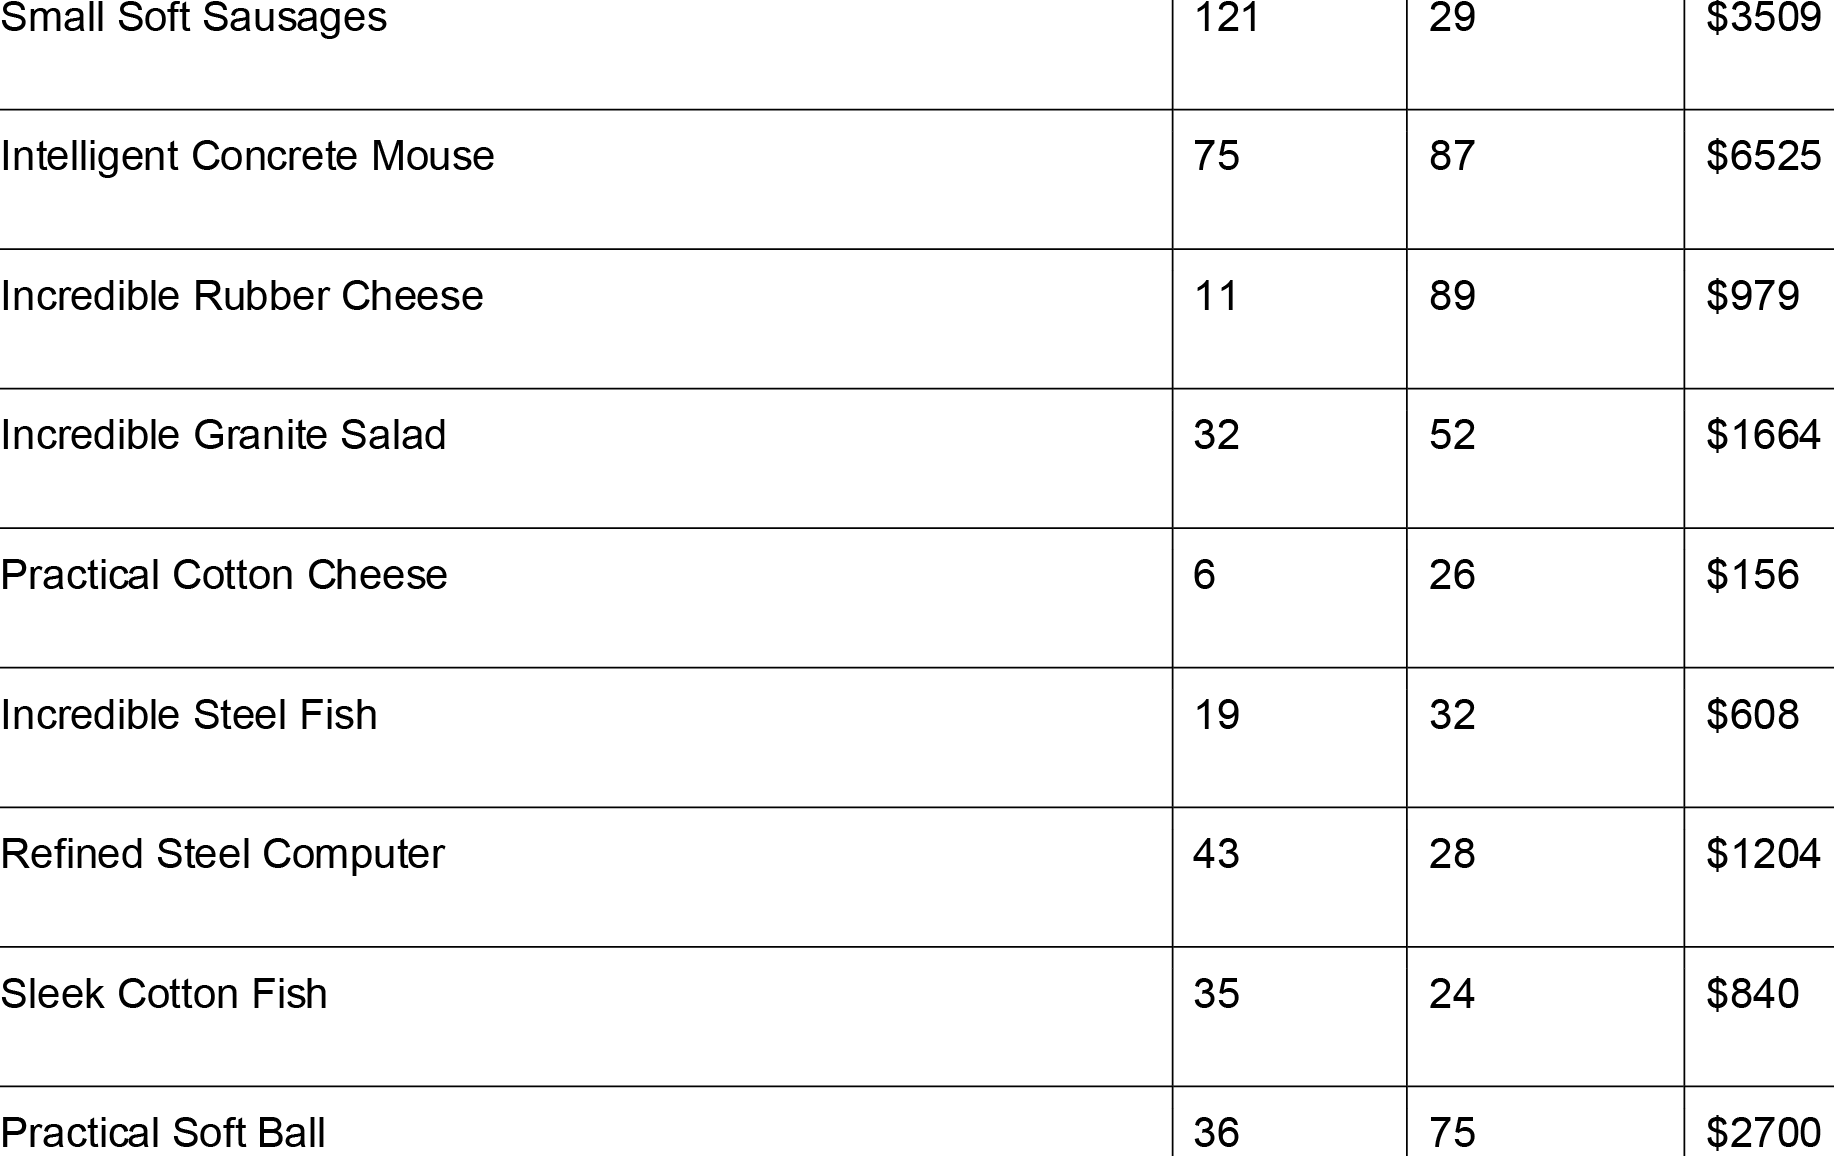 Small Soft Sausages 121 29 $3509
Intelligent Concrete Mouse 75 87 $6525
Incredible Rubber Cheese 11 89 $979
Incredible Granite Salad 32 52 $1664
Practical Cotton Cheese 6 26 $156
Incredible Steel Fish 19 32 $608
Refined Steel Computer 43 28 $1204
Sleek Cotton Fish 35 24 $840
Practical Soft Ball 36 75 $2700